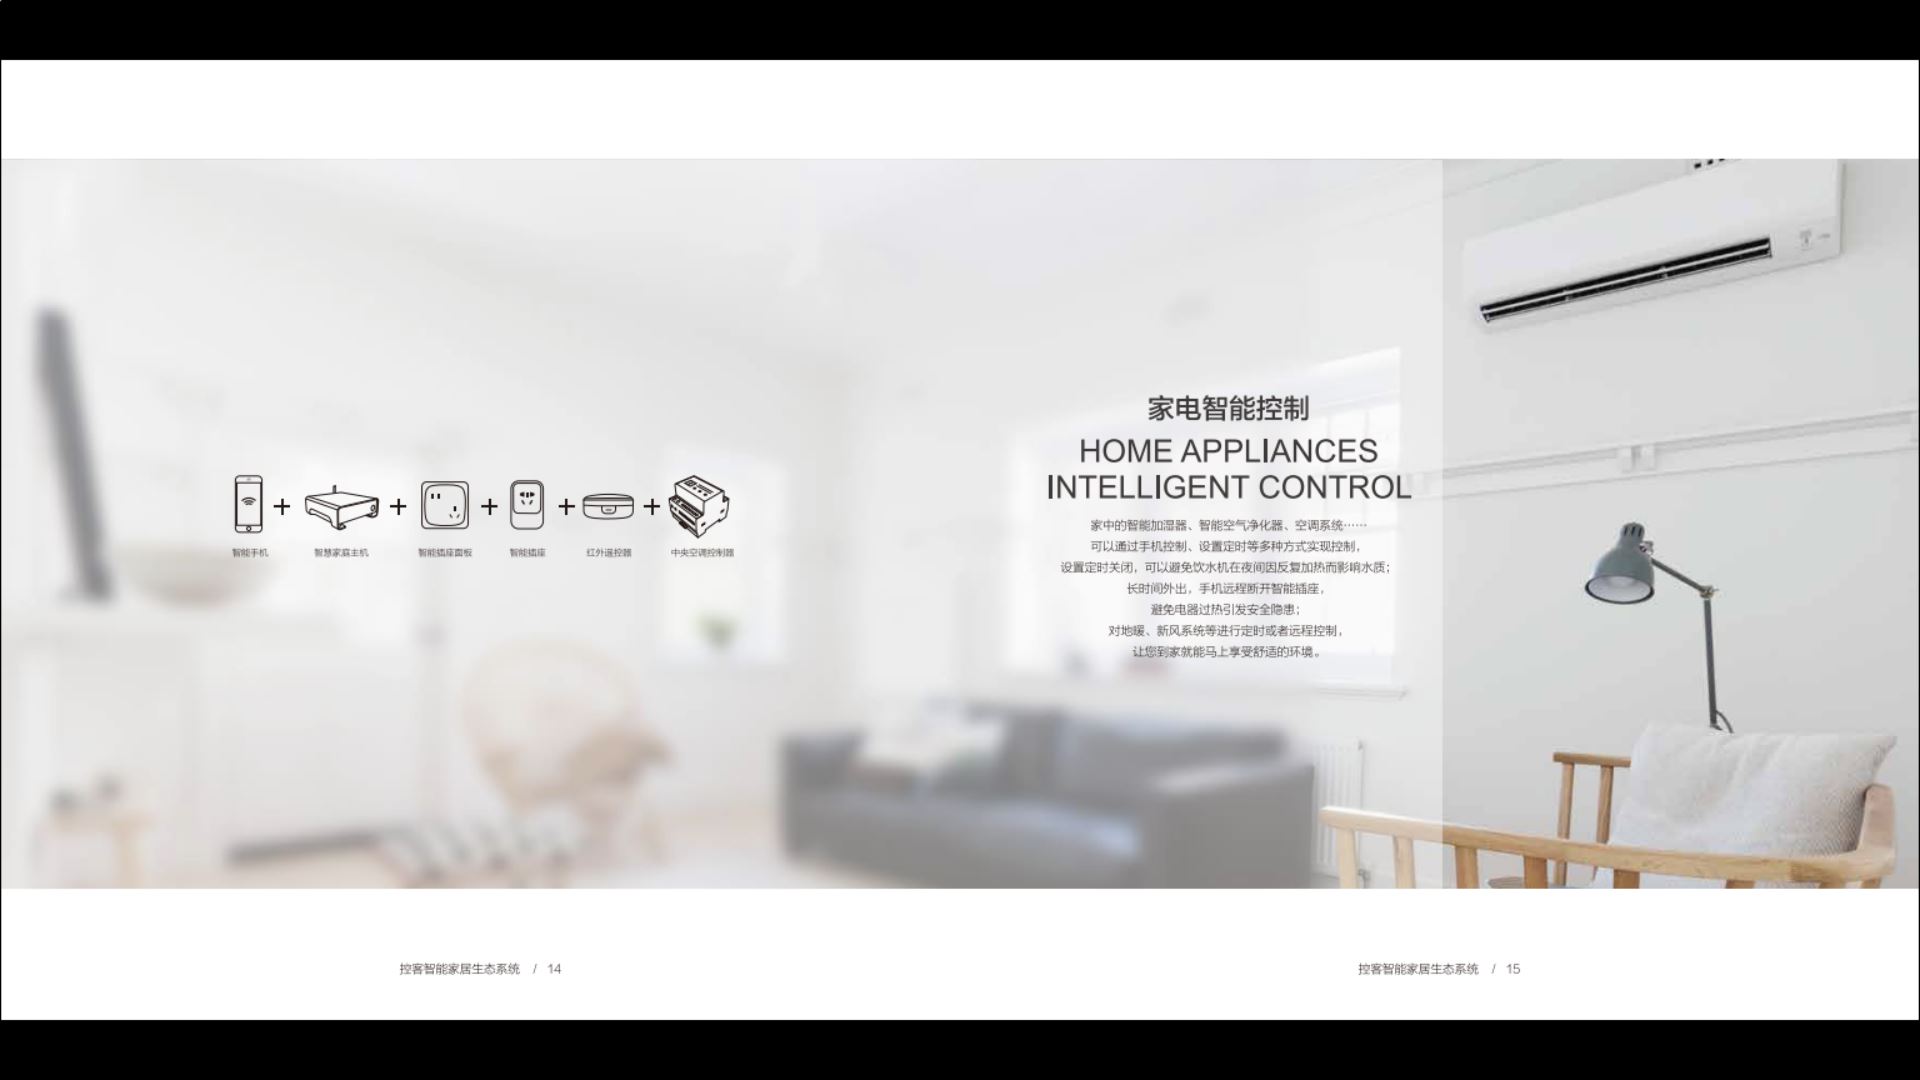 智能手机 智慧家庭主机 智能插座面板 智能插座 红外遥控器 中央空调控制器
家电智能控制
HOME APPLIANCES
INTELLIGENT CONTROL
家中的智能加湿器、智能空气净化器、空调系统······
可以通过手机控制、设置定时等多种方式实现控制，
设置定时关闭，可以避免饮水机在夜间因反复加热而影响水质；
长时间外出，手机远程断开智能插座，
避免电器过热引发安全隐患；
对地暖、新风系统等进行定时或者远程控制，
让您到家就能马上享受舒适的环境。
控客智能家居生态系统 / 14
控客智能家居生态系统 / 15